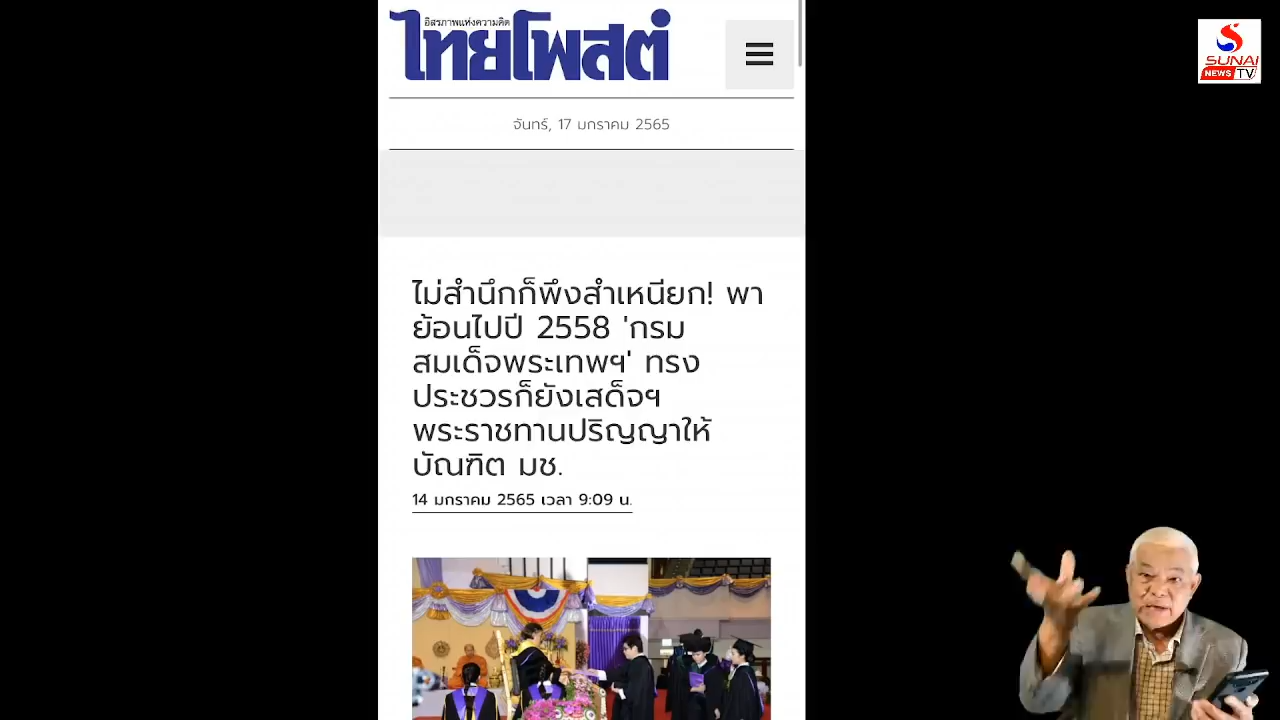 อิสรภาพแห่งความคิด
ไทยโพสต์
SUNAI
NEWS TV
จันทร์, 17 มกราคม 2565
ไม่สำนึกก็พึงสำเหนียก! พา
ย้อนไปปี 2558 'กรม
สมเด็จพระเทพฯ' ทรง
ประชวรก็ยังเสด็จฯ
พระราชทานปริญญาให้
บัณฑิต มช.
14 มกราคม 2565 เวลา 9:09 น.